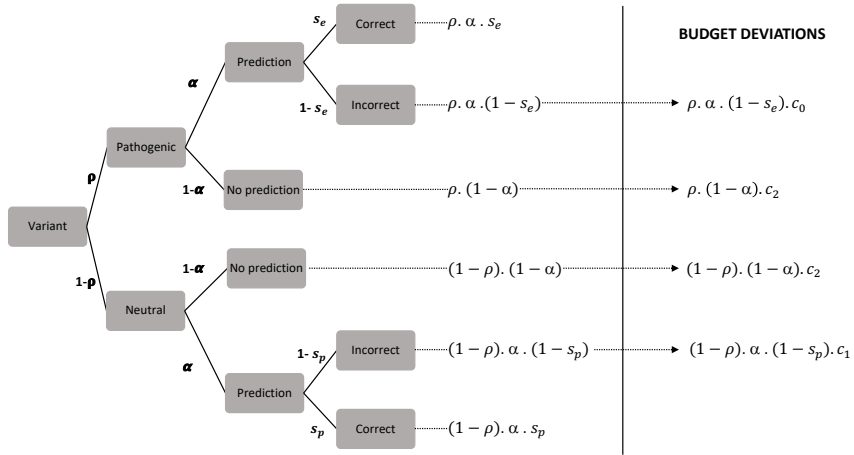 s_e
Correct
ρ. α . s_e
BUDGET DEVIATIONS
Prediction
α
1- s_e
Incorrect
ρ. α . (1 − s_e)
ρ. α . (1 − s_e). c_0
Pathogenic
ρ
1-α
No prediction
ρ. (1 − α)
ρ. (1 − α). c_2
Variant
1-ρ
1-α
No prediction
(1 − ρ). (1 − α)
(1 − ρ). (1 − α). c_2
Neutral
α
1- s_p
Incorrect
(1 − ρ). α . (1 − s_p)
(1 − ρ). α . (1 − s_p). c_1
Prediction
s_p
Correct
(1 − ρ). α . s_p